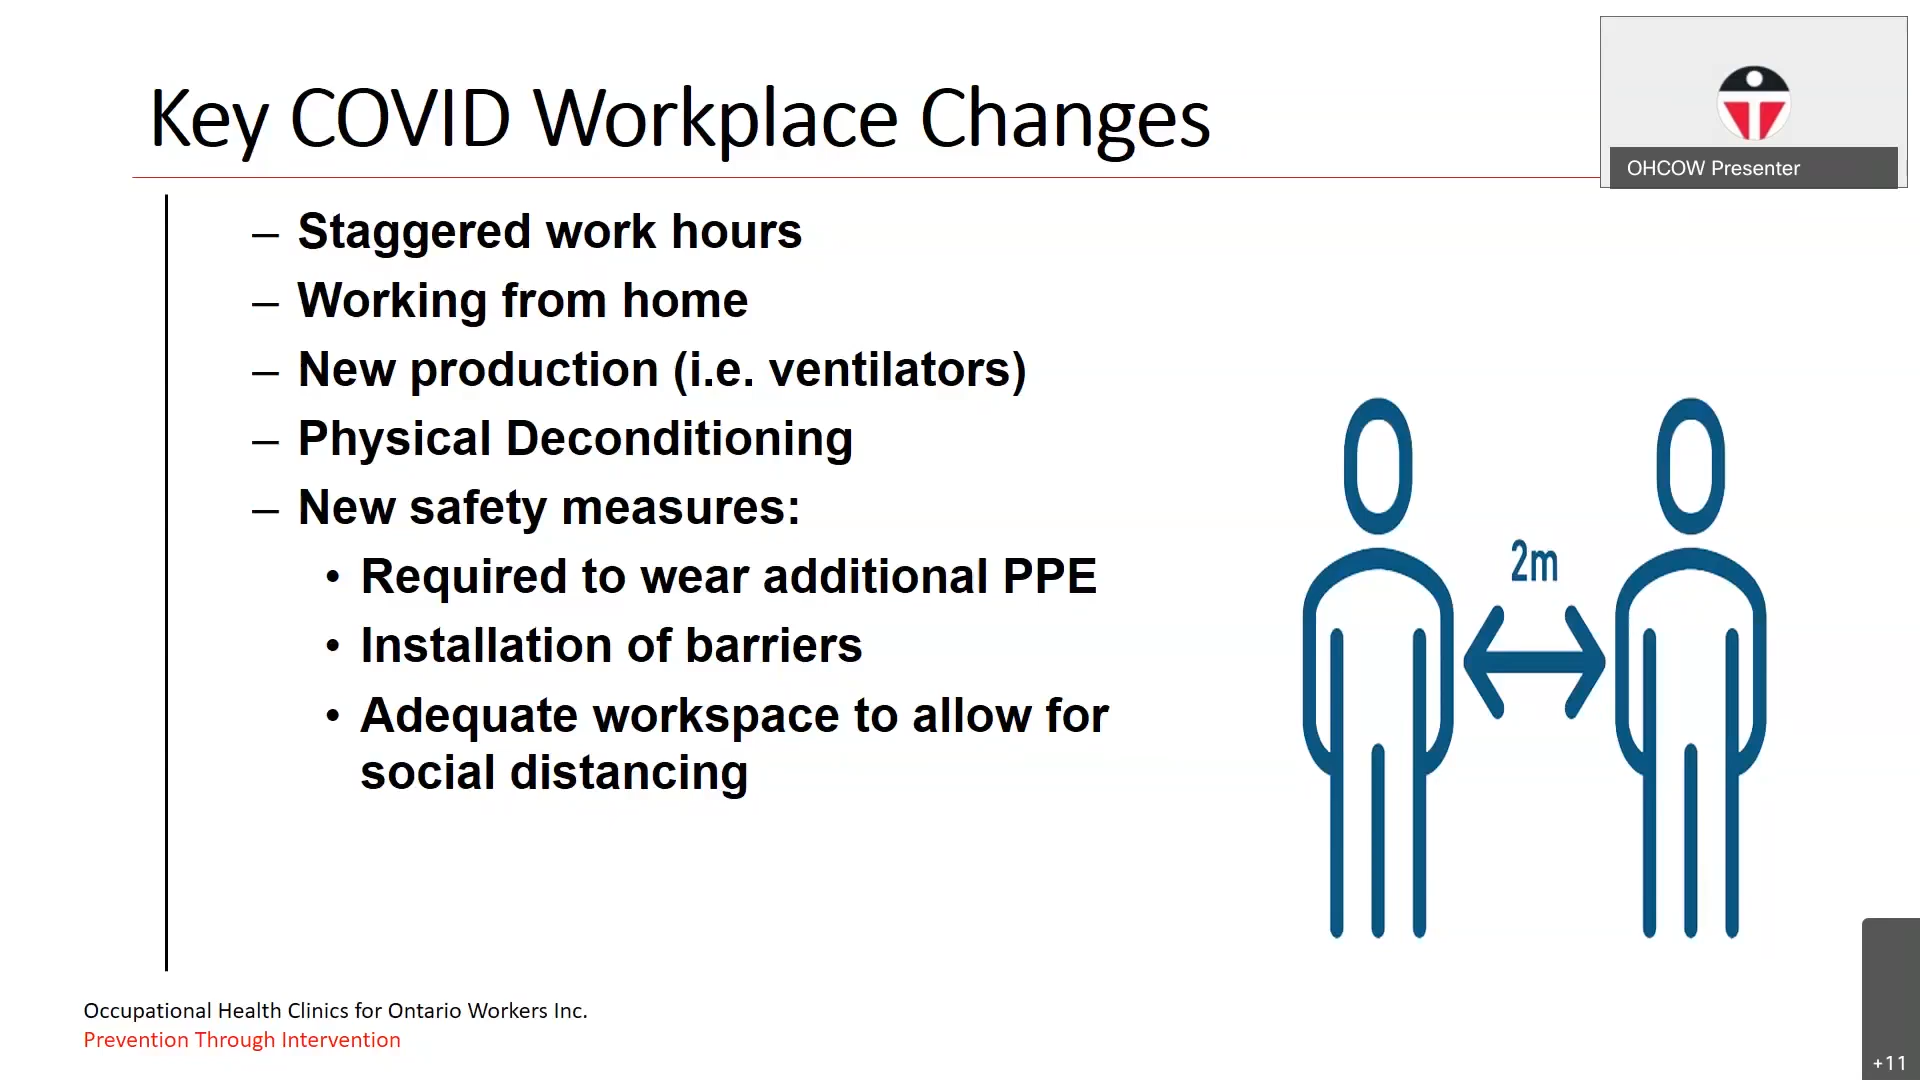 Key COVID Workplace Changes
OHCOW Presenter
– Staggered work hours
– Working from home
– New production (i.e. ventilators)
– Physical Deconditioning
– New safety measures:
• Required to wear additional PPE
• Installation of barriers
• Adequate workspace to allow for
social distancing
2m
Occupational Health Clinics for Ontario Workers Inc.
Prevention Through Intervention
+11